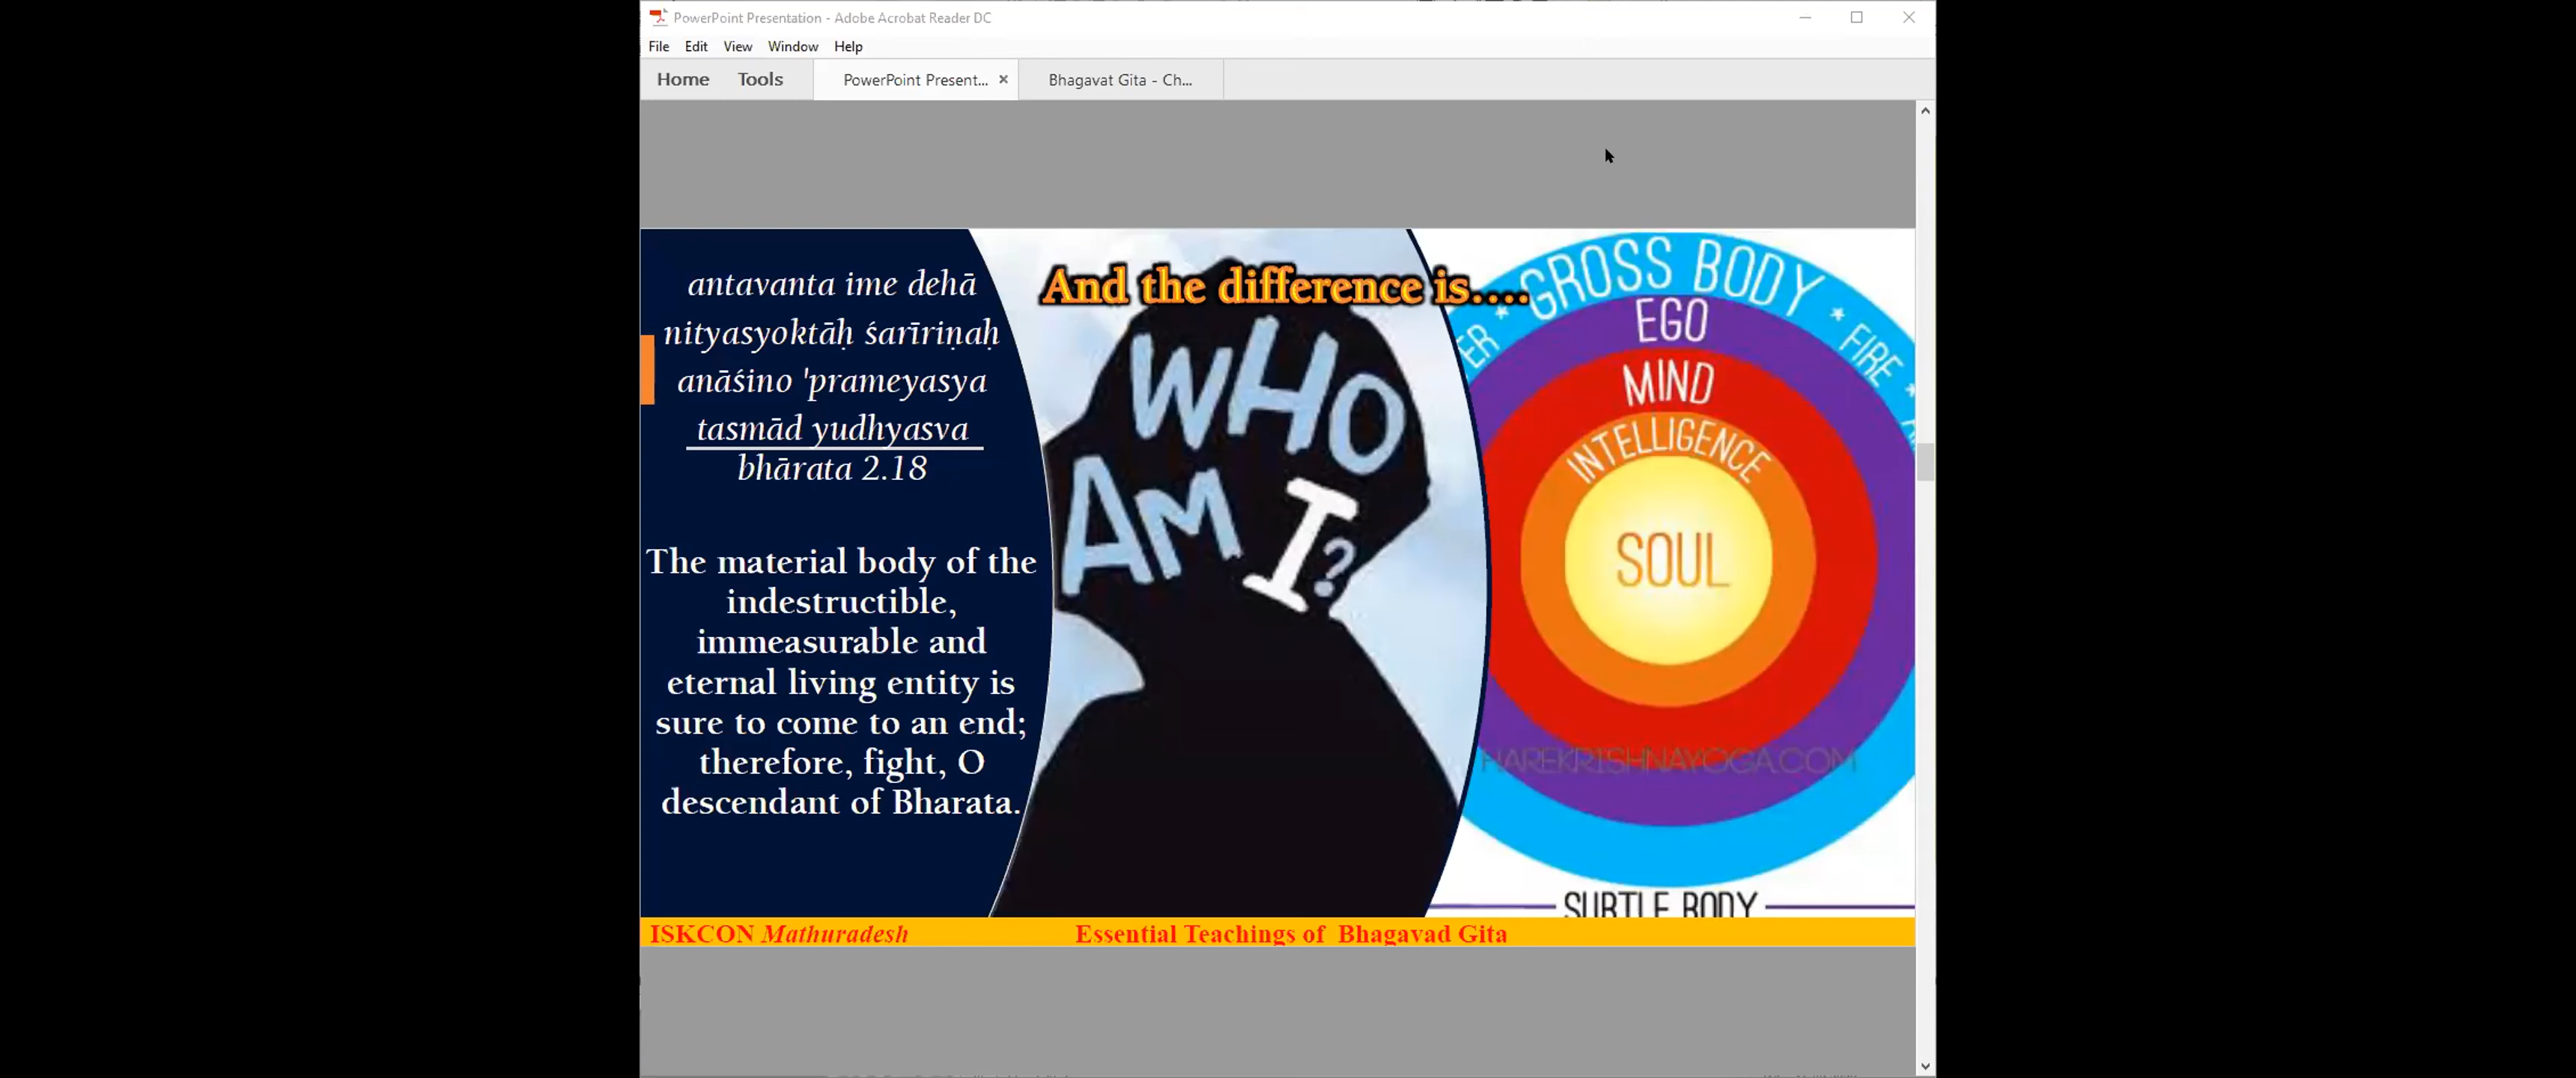 PowerPoint Presentation - Adobe Acrobat Reader DC
File Edit View Window Help
Home Tools PowerPoint Present... × Bhagavat Gita - Ch...
antavanta ime dehā
nityasyoktāḥ śarīriṇaḥ
anāśino 'prameyasya
tasmād yudhyasva
bhārata 2.18
The material body of the
indestructible,
immeasurable and
eternal living entity is
sure to come to an end;
therefore, fight, O
descendant of Bharata.
And the difference is....
WHO
AM I?
* GROSS BODY * FIRE *
EGO
MIND
INTELLIGENCE
SOUL
HAREKRISHNAYOGA.COM
SUBTLE BODY
ISKCON Mathuradesh Essential Teachings of Bhagavad Gita